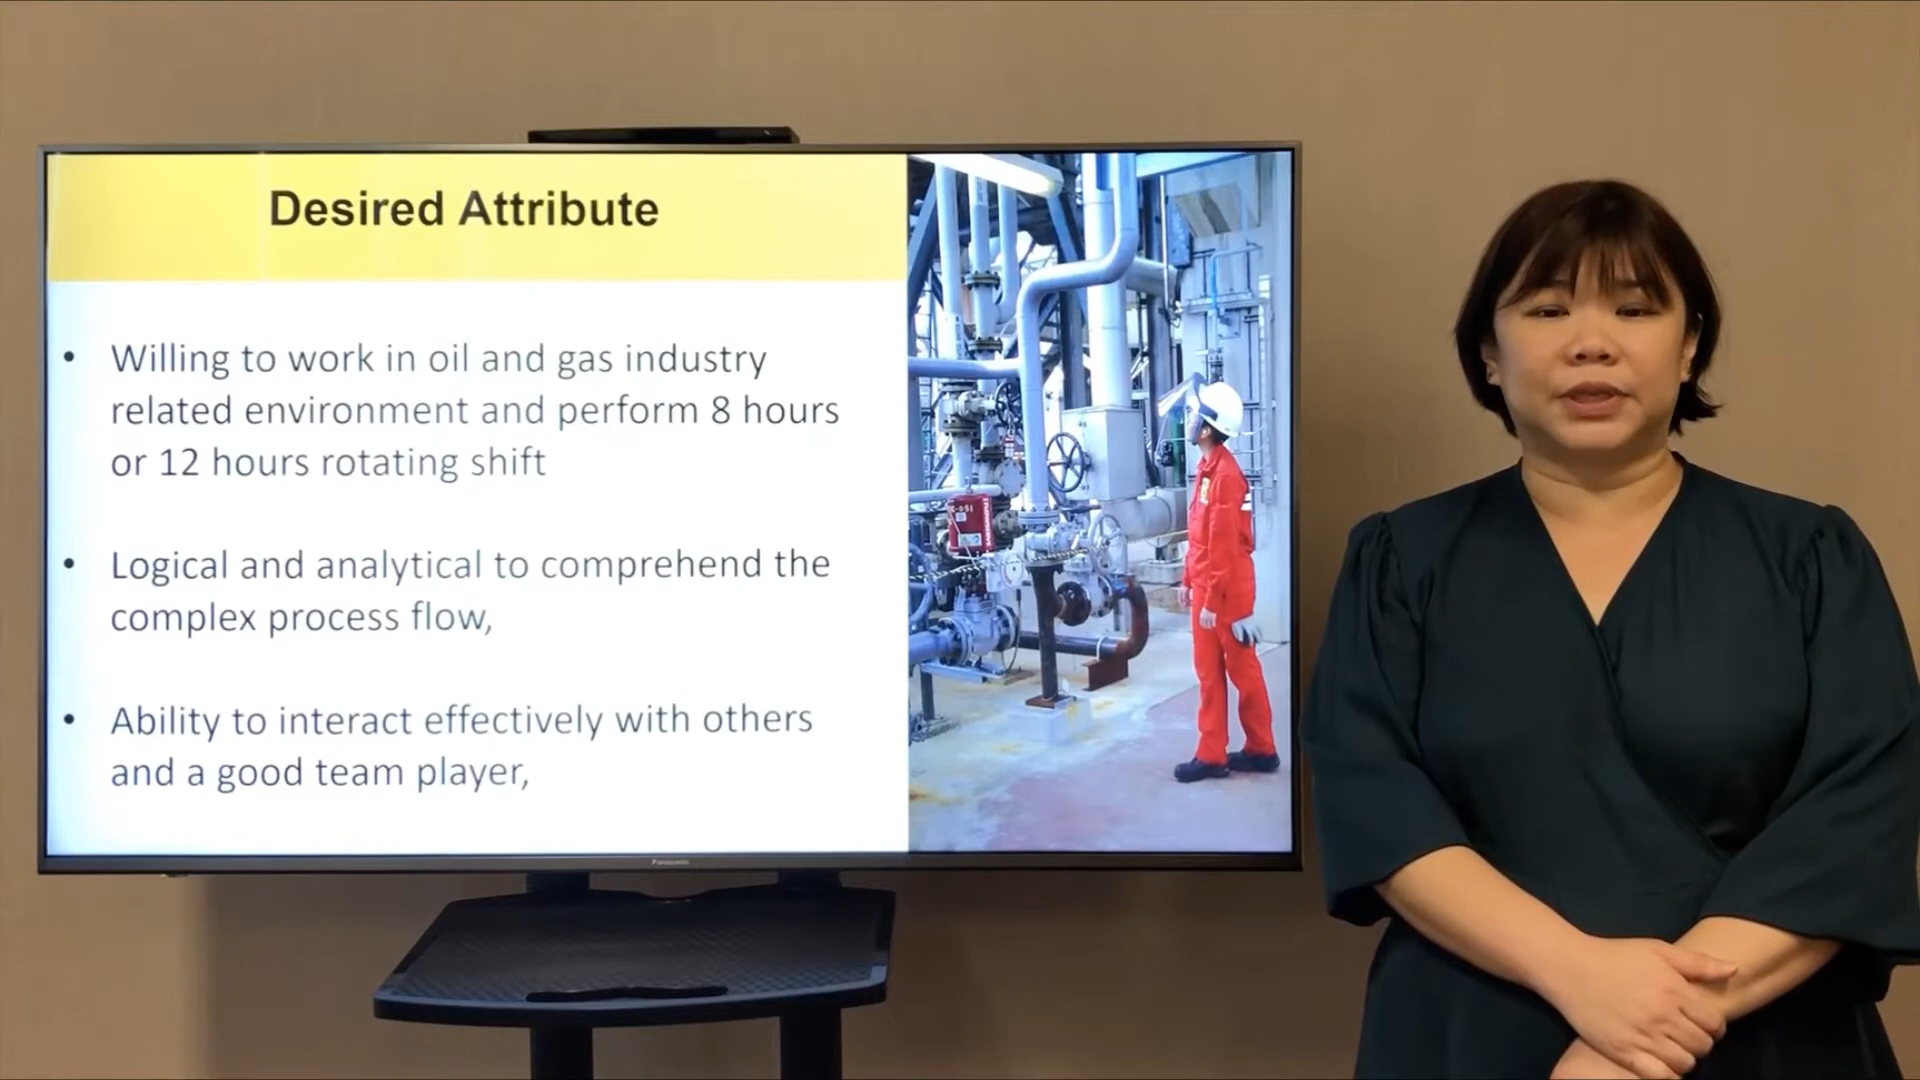 Desired Attribute
• Willing to work in oil and gas industry
related environment and perform 8 hours
or 12 hours rotating shift
• Logical and analytical to comprehend the
complex process flow,
• Ability to interact effectively with others
and a good team player,
Panasonic